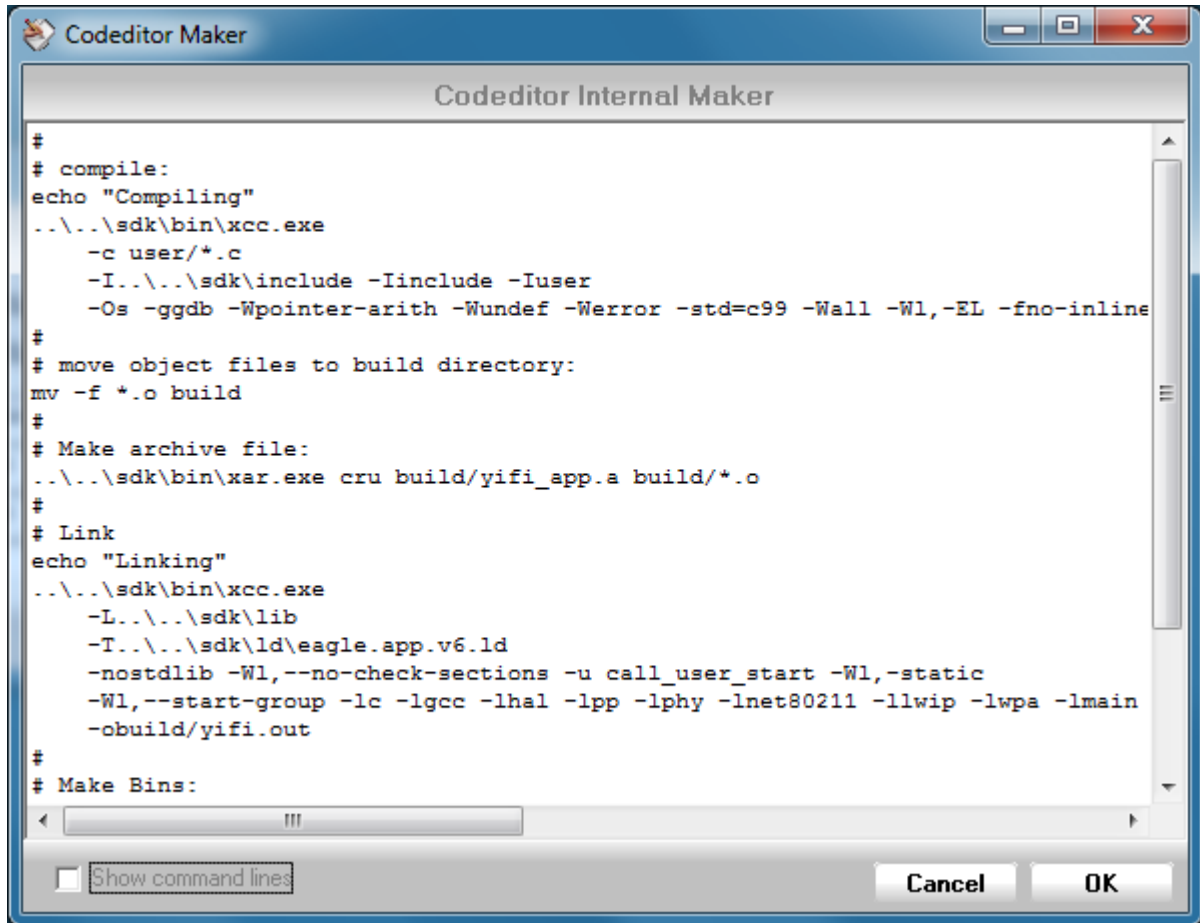 Codeditor Maker
Codeditor Internal Maker
#
# compile:
echo "Compiling"
..\..\sdk\bin\xcc.exe
    -c user/*.c
    -I..\..\sdk\include -Iinclude -Iuser
    -Os -ggdb -Wpointer-arith -Wundef -Werror -std=c99 -Wall -Wl,-EL -fno-inline
#
# move object files to build directory:
mv -f *.o build
#
# Make archive file:
..\..\sdk\bin\xar.exe cru build/yifi_app.a build/*.o
#
# Link
echo "Linking"
..\..\sdk\bin\xcc.exe
    -L..\..\sdk\lib
    -T..\..\sdk\ld\eagle.app.v6.ld
    -nostdlib -Wl,--no-check-sections -u call_user_start -Wl,-static
    -Wl,--start-group -lc -lgcc -lhal -lpp -lphy -lnet80211 -llwip -lwpa -lmain
    -obuild/yifi.out
#
# Make Bins:
Show command lines
Cancel
OK